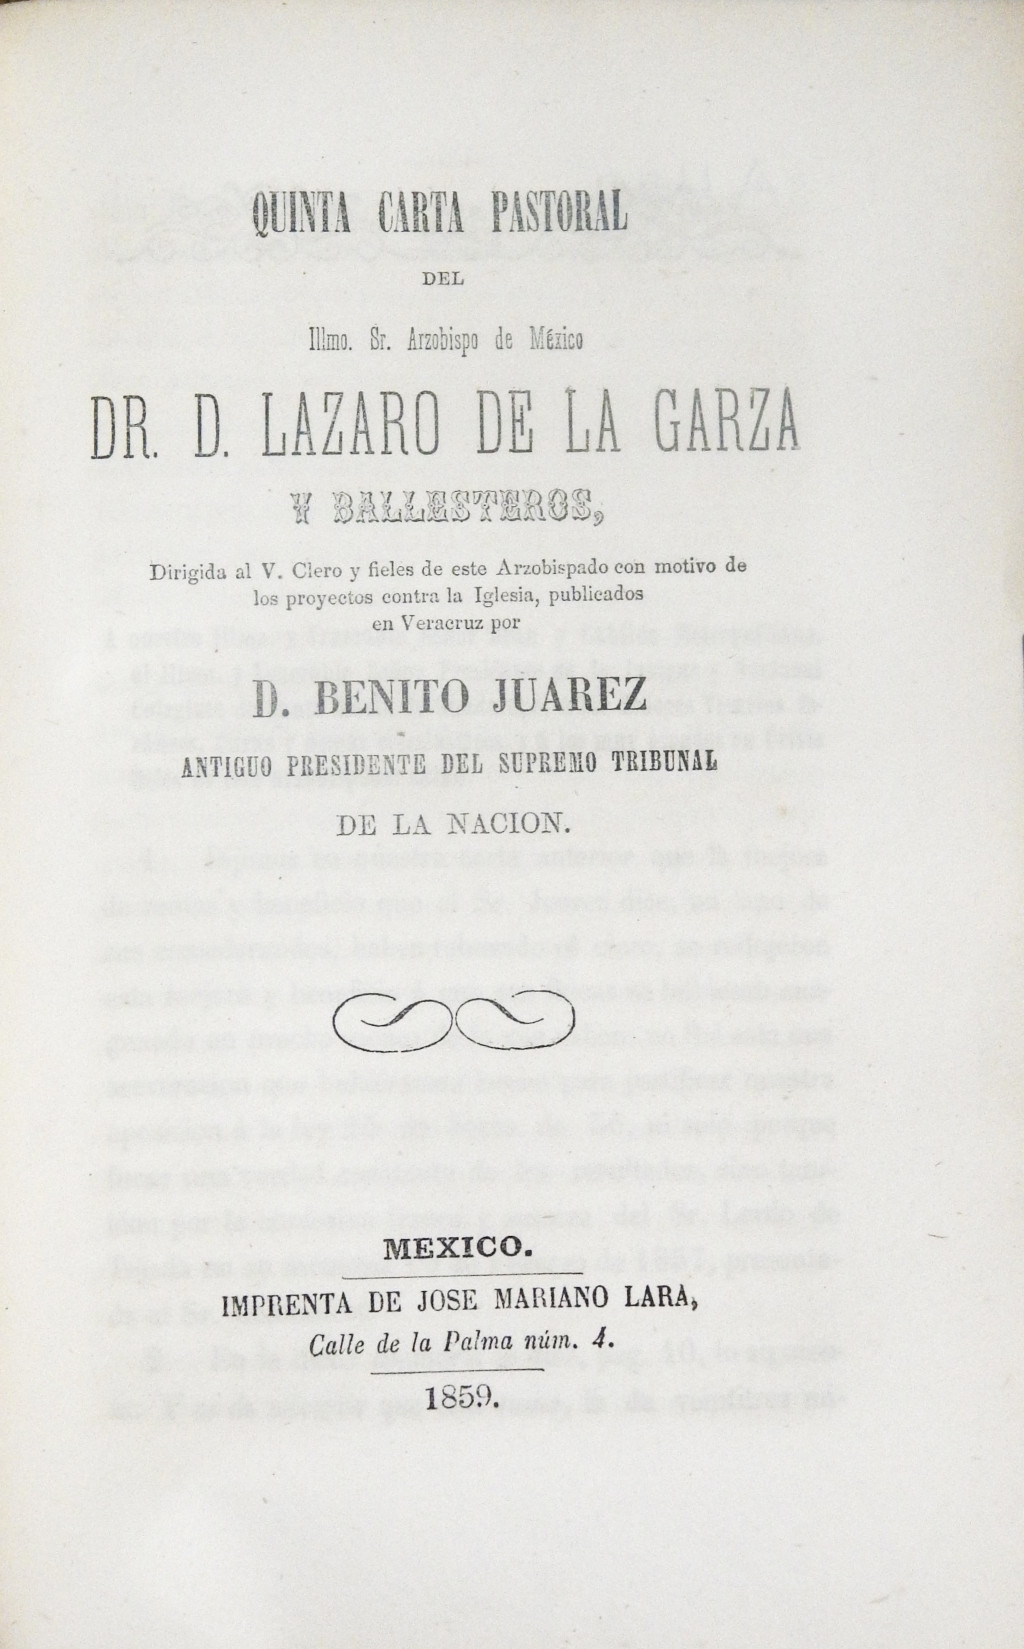 QUINTA CARTA PASTORAL
DEL
Illmo. Sr. Arzobispo de México
DR. D. LAZARO DE LA GARZA
Y BALLESTEROS,
Dirigida al V. Clero y fieles de este Arzobispado con motivo de
los proyectos contra la Iglesia, publicados
en Veracruz por
D. BENITO JUAREZ
ANTIGUO PRESIDENTE DEL SUPREMO TRIBUNAL
DE LA NACION.
MEXICO.
IMPRENTA DE JOSE MARIANO LARA,
Calle de la Palma núm. 4.
1859.